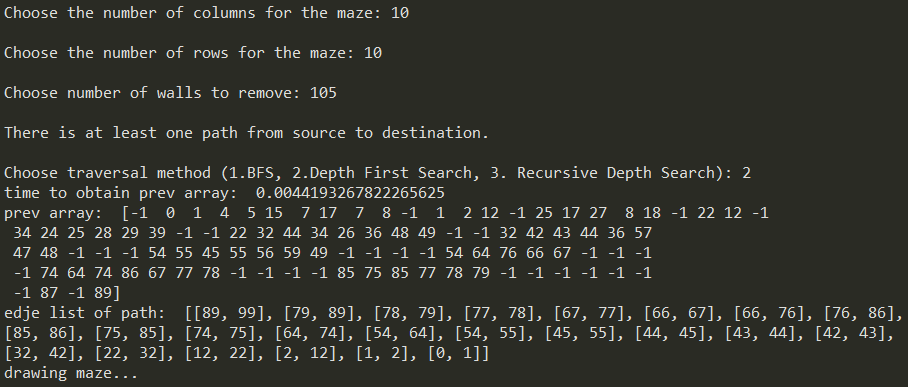 Choose the number of columns for the maze: 10
Choose the number of rows for the maze: 10
Choose number of walls to remove: 105
There is at least one path from source to destination.
Choose traversal method (1.BFS, 2.Depth First Search, 3. Recursive Depth Search): 2
time to obtain prev array:  0.0044193267822265625
prev array:  [-1  0  1  4  5 15  7 17  7  8 -1  1  2 12 -1 25 17 27  8 18 -1 22 12 -1
 34 24 25 28 29 39 -1 -1 22 32 44 34 26 36 48 49 -1 -1 32 42 43 44 36 57
 47 48 -1 -1 -1 54 55 45 55 56 59 49 -1 -1 -1 -1 54 64 76 66 67 -1 -1 -1
 -1 74 64 74 86 67 77 78 -1 -1 -1 -1 -1 85 75 85 77 78 79 -1 -1 -1 -1 -1 -1
 -1 87 -1 89]
edje list of path:  [[89, 99], [79, 89], [78, 79], [77, 78], [67, 77], [66, 67], [66, 76], [76, 86],
[85, 86], [75, 85], [74, 75], [64, 74], [54, 64], [54, 55], [45, 55], [44, 45], [43, 44], [42, 43],
[32, 42], [22, 32], [12, 22], [2, 12], [1, 2], [0, 1]]
drawing maze...